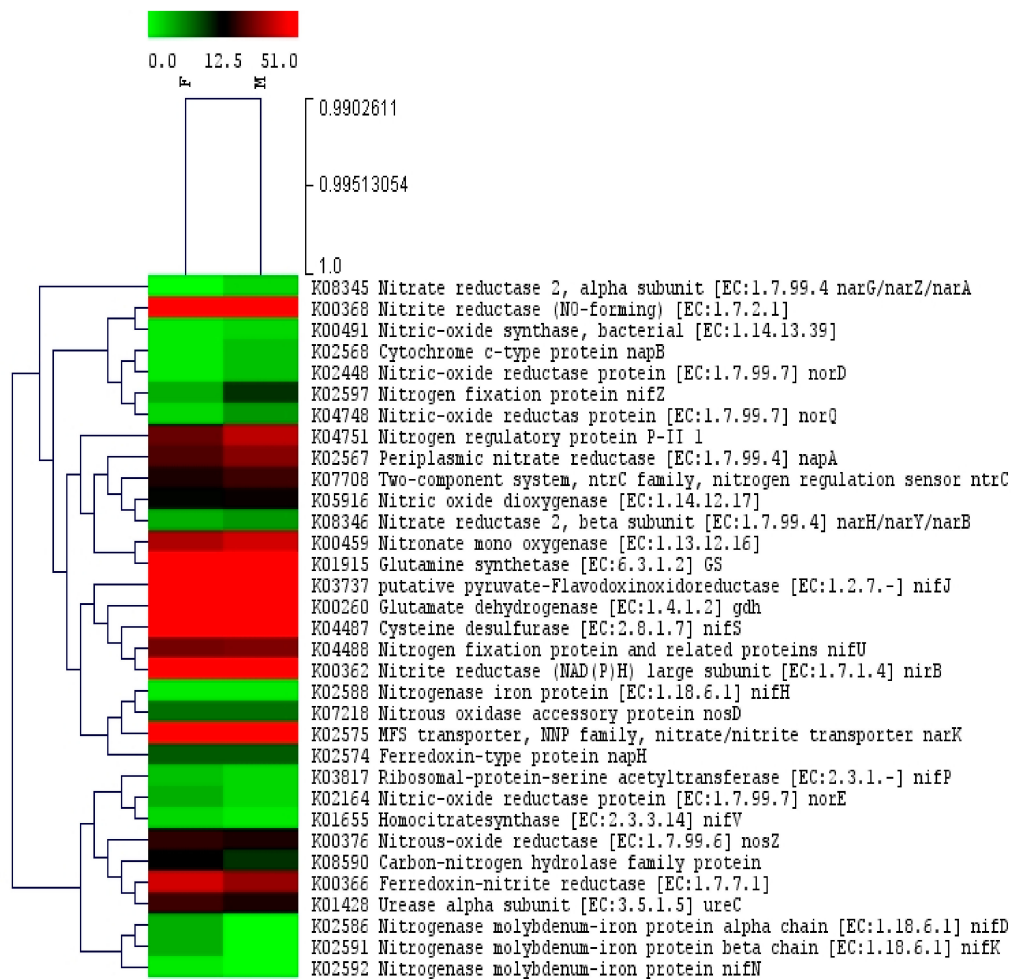 0.0 12.5 51.0
F M
0.9902611
0.99513054
1.0
K08345 Nitrate reductase 2, alpha subunit [EC:1.7.99.4 narG/narZ/narA
K00368 Nitrite reductase (NO-forming) [EC:1.7.2.1]
K00491 Nitric-oxide synthase, bacterial [EC:1.14.13.39]
K02568 Cytochrome c-type protein napB
K02448 Nitric-oxide reductase protein [EC:1.7.99.7] norD
K02597 Nitrogen fixation protein nifZ
K04748 Nitric-oxide reductas protein [EC:1.7.99.7] norQ
K04751 Nitrogen regulatory protein P-II 1
K02567 Periplasmic nitrate reductase [EC:1.7.99.4] napA
K07708 Two-component system, ntrC family, nitrogen regulation sensor ntrC
K05916 Nitric oxide dioxygenase [EC:1.14.12.17]
K08346 Nitrate reductase 2, beta subunit [EC:1.7.99.4] narH/narY/narB
K00459 Nitronate mono oxygenase [EC:1.13.12.16]
K01915 Glutamine synthetase [EC:6.3.1.2] GS
K03737 putative pyruvate-Flavodoxinoxidoreductase [EC:1.2.7.-] nifJ
K00260 Glutamate dehydrogenase [EC:1.4.1.2] gdh
K04487 Cysteine desulfurase [EC:2.8.1.7] nifS
K04488 Nitrogen fixation protein and related proteins nifU
K00362 Nitrite reductase (NAD(P)H) large subunit [EC:1.7.1.4] nirB
K02588 Nitrogenase iron protein [EC:1.18.6.1] nifH
K07218 Nitrous oxidase accessory protein nosD
K02575 MFS transporter, NNP family, nitrate/nitrite transporter narK
K02574 Ferredoxin-type protein napH
K03817 Ribosomal-protein-serine acetyltransferase [EC:2.3.1.-] nifP
K02164 Nitric-oxide reductase protein [EC:1.7.99.7] norE
K01655 Homocitratesynthase [EC:2.3.3.14] nifV
K00376 Nitrous-oxide reductase [EC:1.7.99.6] nosZ
K08590 Carbon-nitrogen hydrolase family protein
K00366 Ferredoxin-nitrite reductase [EC:1.7.7.1]
K01428 Urease alpha subunit [EC:3.5.1.5] ureC
K02586 Nitrogenase molybdenum-iron protein alpha chain [EC:1.18.6.1] nifD
K02591 Nitrogenase molybdenum-iron protein beta chain [EC:1.18.6.1] nifK
K02592 Nitrogenase molybdenum-iron protein nifN